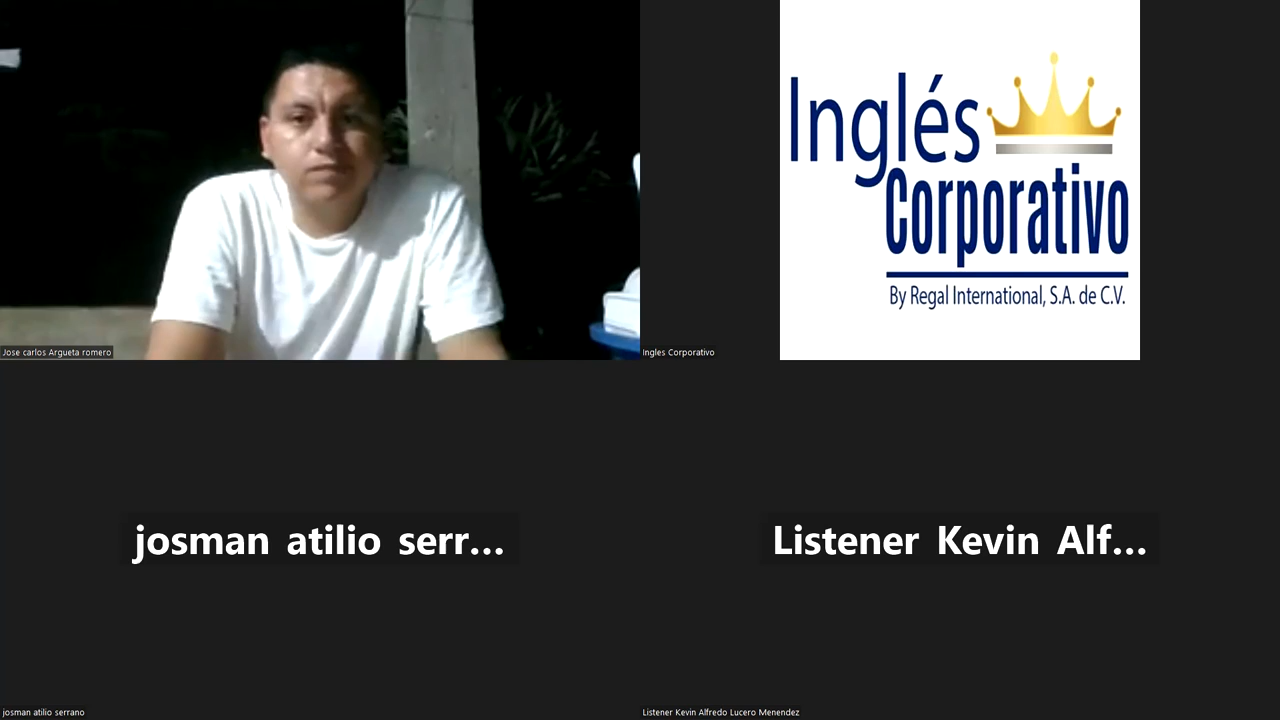 Inglés
Corporativo
By Regal International, S.A. de C.V.
Jose carlos Argueta romero
Ingles Corporativo
josman atilio serr...
Listener Kevin Alf...
josman atilio serrano
Listener Kevin Alfredo Lucero Menendez